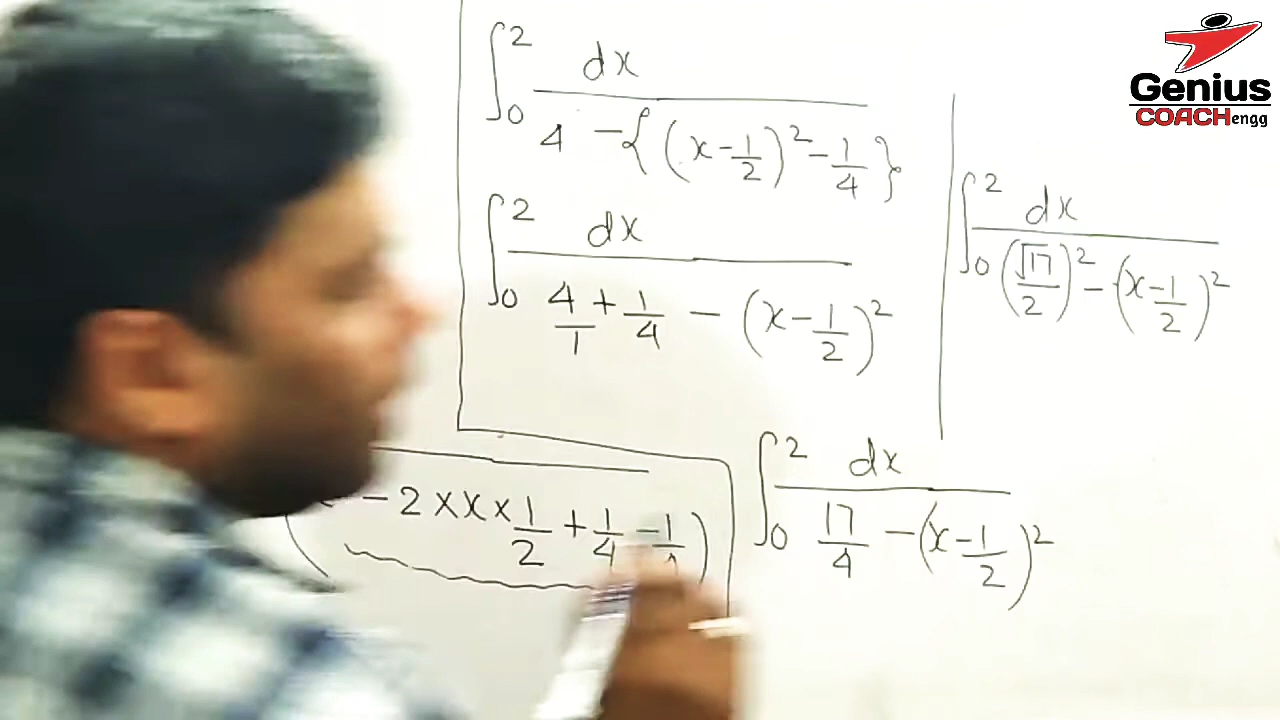 ∫₀² dx / (4 - {(x - 1/2)² - 1/4})
∫₀² dx / (4/1 + 1/4 - (x - 1/2)²)
- 2 × x × 1/2 + 1/4 - 1/4)
∫₀² dx / (17/4 - (x - 1/2)²)
∫₀² dx / ((√17/2)² - (x - 1/2)²)
Genius
COACHengg